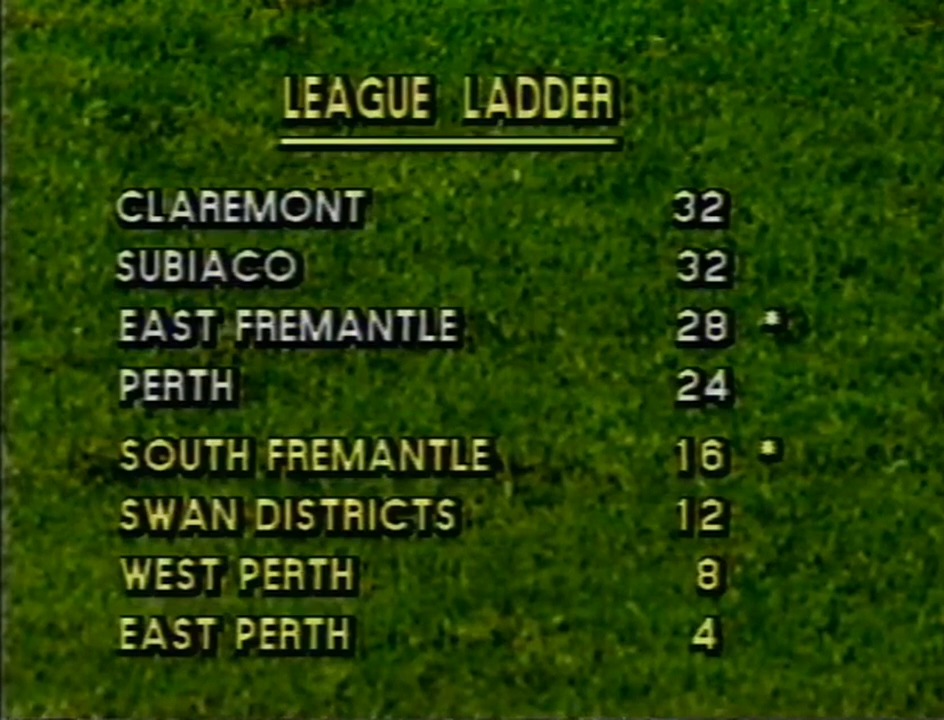 LEAGUE LADDER
CLAREMONT 32
SUBIACO 32
EAST FREMANTLE 28 *
PERTH 24
SOUTH FREMANTLE 16 *
SWAN DISTRICTS 12
WEST PERTH 8
EAST PERTH 4